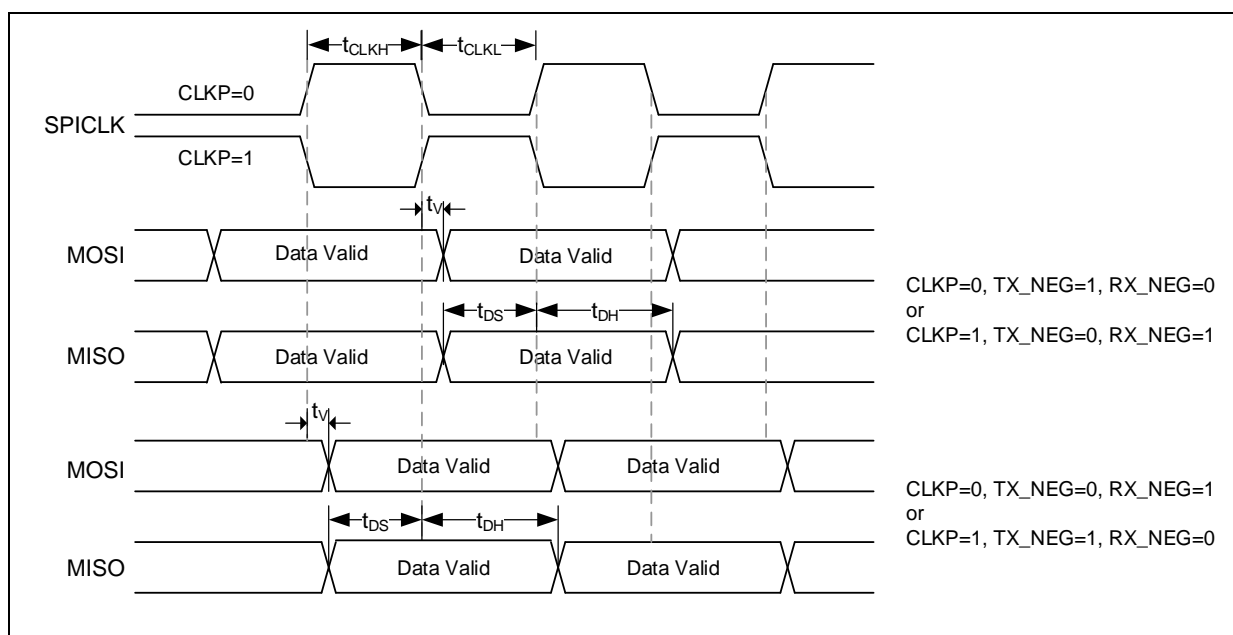 tCLKH
tCLKL
CLKP=0
SPICLK
CLKP=1
tV
MOSI
Data Valid
Data Valid
CLKP=0, TX_NEG=1, RX_NEG=0
or
CLKP=1, TX_NEG=0, RX_NEG=1
tDS
tDH
MISO
Data Valid
Data Valid
tV
MOSI
Data Valid
Data Valid
CLKP=0, TX_NEG=0, RX_NEG=1
or
CLKP=1, TX_NEG=1, RX_NEG=0
tDS
tDH
MISO
Data Valid
Data Valid